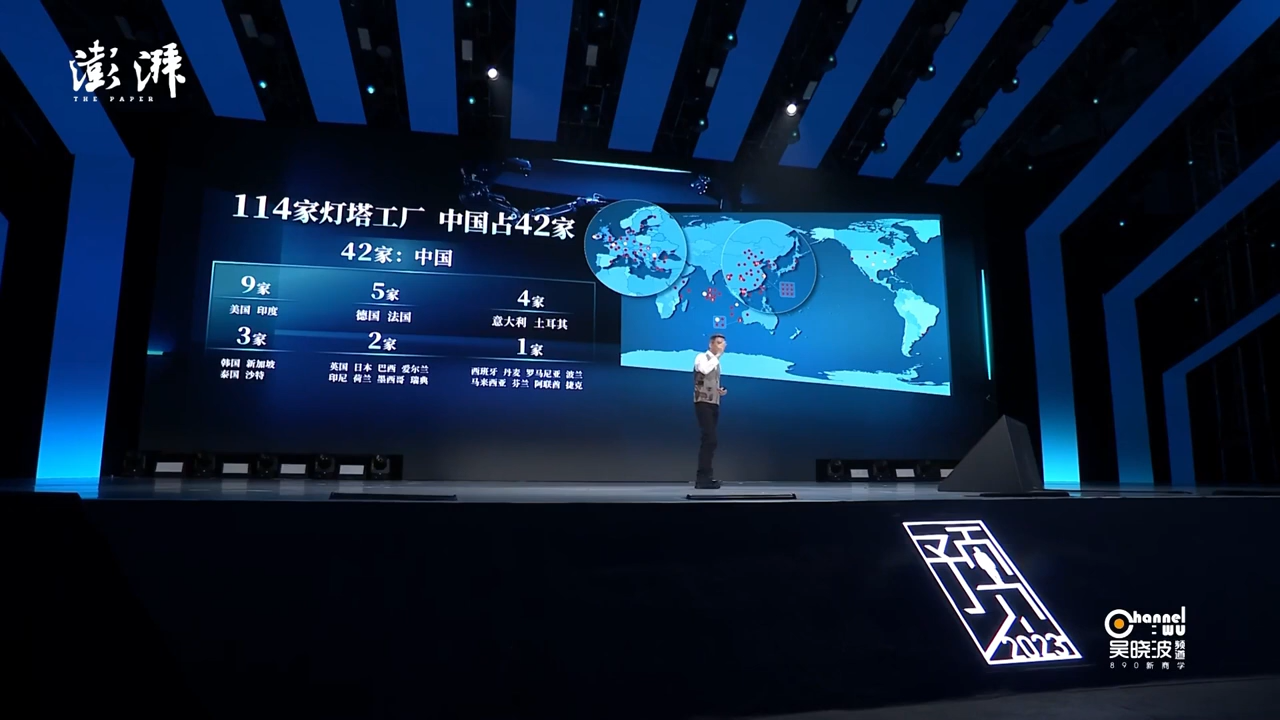 澎湃
THE PAPER
114家灯塔工厂 中国占42家
42家：中国
9家
美国 印度
5家
德国 法国
4家
意大利 土耳其
3家
韩国 新加坡
泰国 沙特
2家
英国 日本 巴西 爱尔兰
印尼 荷兰 墨西哥 瑞典
1家
西班牙 丹麦 罗马尼亚 波兰
马来西亚 芬兰 阿联酋 捷克
预见
2023
Channel
:wu
吴晓波频道
890新商学